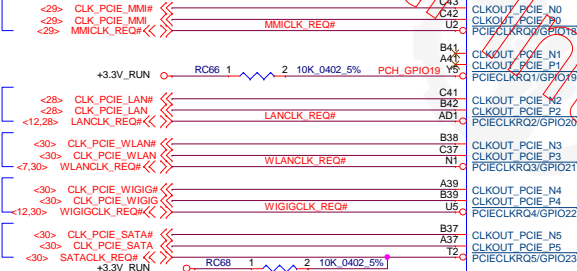 <29> CLK_PCIE_MMI# C43 CLKOUT_PCIE_N0
<29> CLK_PCIE_MMI C42 CLKOUT_PCIE_P0
<29> MMICLK_REQ# MMICLK_REQ# U2 PCIECLKRQ0/GPIO18
B41 CLKOUT_PCIE_N1
A41 CLKOUT_PCIE_P1
+3.3V_RUN RC66 1 2 10K_0402_5% PCH_GPIO19 Y5 PCIECLKRQ1/GPIO19
<28> CLK_PCIE_LAN# C41 CLKOUT_PCIE_N2
<28> CLK_PCIE_LAN B42 CLKOUT_PCIE_P2
<12,28> LANCLK_REQ# LANCLK_REQ# AD1 PCIECLKRQ2/GPIO20
<30> CLK_PCIE_WLAN# B38 CLKOUT_PCIE_N3
<30> CLK_PCIE_WLAN C37 CLKOUT_PCIE_P3
<7,30> WLANCLK_REQ# WLANCLK_REQ# N1 PCIECLKRQ3/GPIO21
<30> CLK_PCIE_WIGIG# A39 CLKOUT_PCIE_N4
<30> CLK_PCIE_WIGIG B39 CLKOUT_PCIE_P4
<12,30> WIGIGCLK_REQ# WIGIGCLK_REQ# U5 PCIECLKRQ4/GPIO22
<30> CLK_PCIE_SATA# B37 CLKOUT_PCIE_N5
<30> CLK_PCIE_SATA A37 CLKOUT_PCIE_P5
<30> SATACLK_REQ# T2 PCIECLKRQ5/GPIO23
+3.3V_RUN RC68 1 2 10K_0402_5%